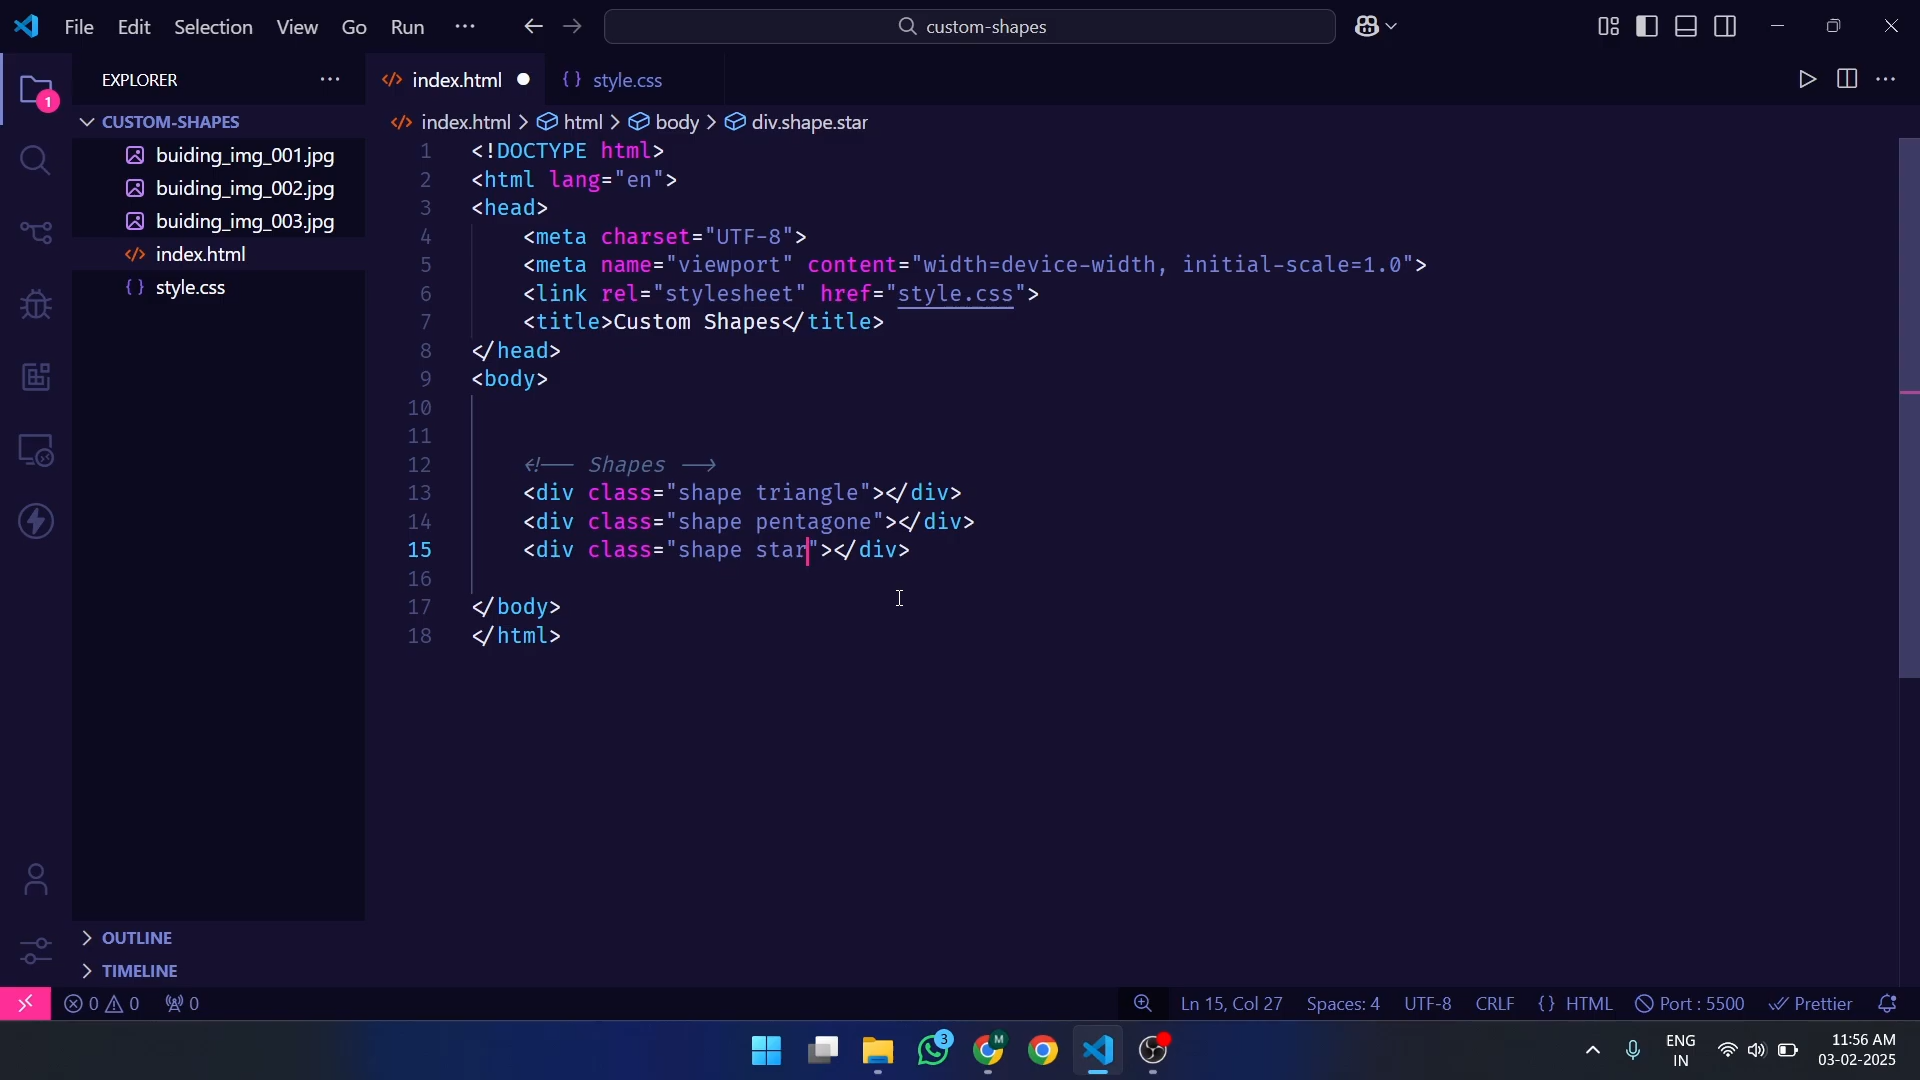 File Edit Selection View Go Run ···
custom-shapes
EXPLORER
index.html
{ } style.css
index.html > html > body > div.shape.star
1
CUSTOM-SHAPES
buiding_img_001.jpg
buiding_img_002.jpg
buiding_img_003.jpg
index.html
{ } style.css
1 <!DOCTYPE html>
2 <html lang="en">
3 <head>
4 <meta charset="UTF-8">
5 <meta name="viewport" content="width=device-width, initial-scale=1.0">
6 <link rel="stylesheet" href="style.css">
7 <title>Custom Shapes</title>
8 </head>
9 <body>
10
11
12 <!-- Shapes -->
13 <div class="shape triangle"></div>
14 <div class="shape pentagone"></div>
15 <div class="shape star"></div>
16
17 </body>
18 </html>
OUTLINE
TIMELINE
0 0 0
Ln 15, Col 27 Spaces: 4 UTF-8 CRLF { } HTML Port : 5500 Prettier
3
M
ENG
IN
11:56 AM
03-02-2025